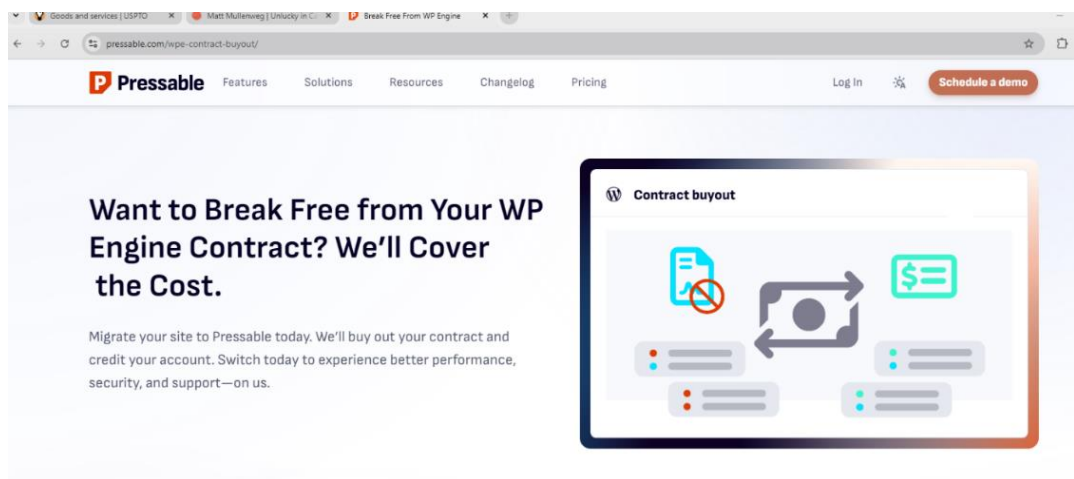 Goods and services | USPTO
Matt Mullenweg | Unlucky in
Break Free From WP Engine
pressable.com/wpe-contract-buyout/
Pressable Features Solutions Resources Changelog Pricing Log In Schedule a demo
Want to Break Free from Your WP
Engine Contract? We'll Cover
the Cost.
Migrate your site to Pressable today. We'll buy out your contract and
credit your account. Switch today to experience better performance,
security, and support—on us.
Contract buyout